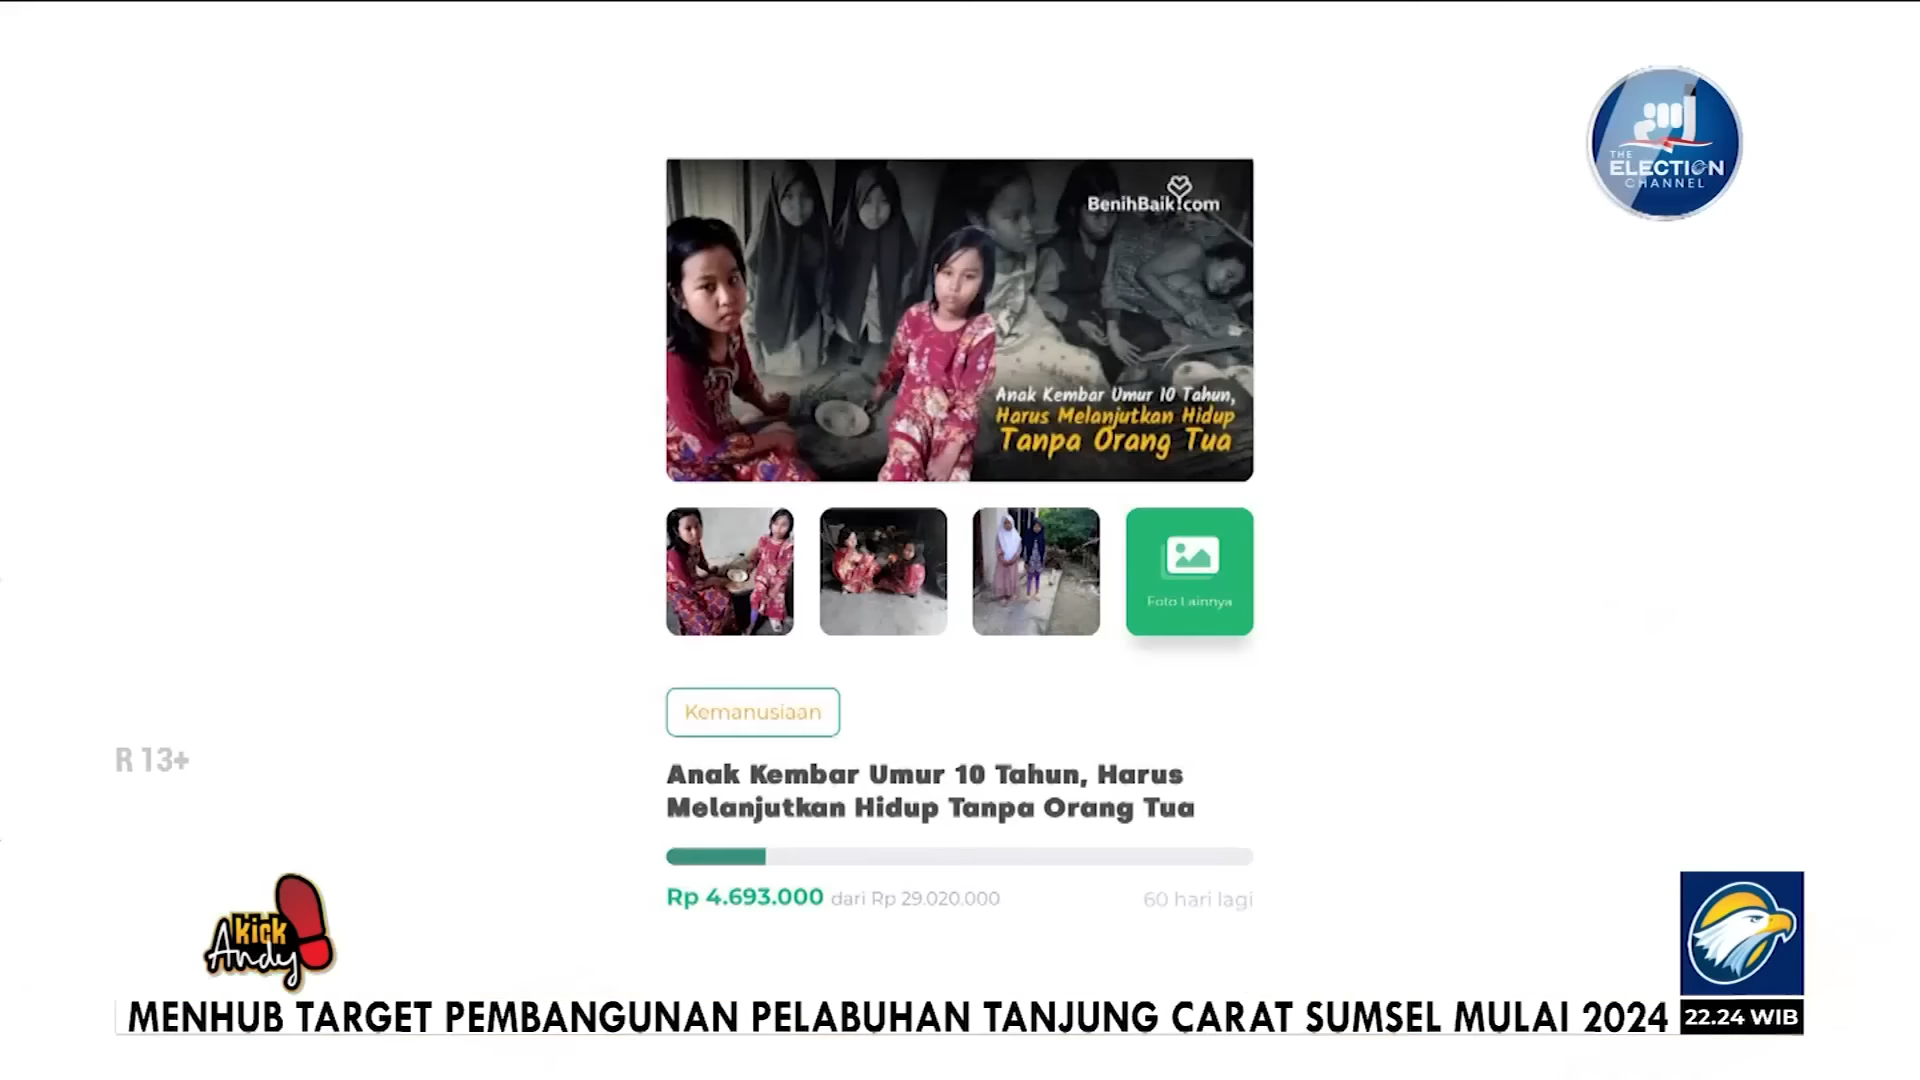 THE
ELECTION
CHANNEL
BenihBaik.com
Anak Kembar Umur 10 Tahun,
Harus Melanjutkan Hidup
Tanpa Orang Tua
Foto Lainnya
Kemanusiaan
R 13+
Anak Kembar Umur 10 Tahun, Harus
Melanjutkan Hidup Tanpa Orang Tua
Rp 4.693.000 dari Rp 29.020.000
60 hari lagi
kick
Andy
MENHUB TARGET PEMBANGUNAN PELABUHAN TANJUNG CARAT SUMSEL MULAI 2024
22.24 WIB